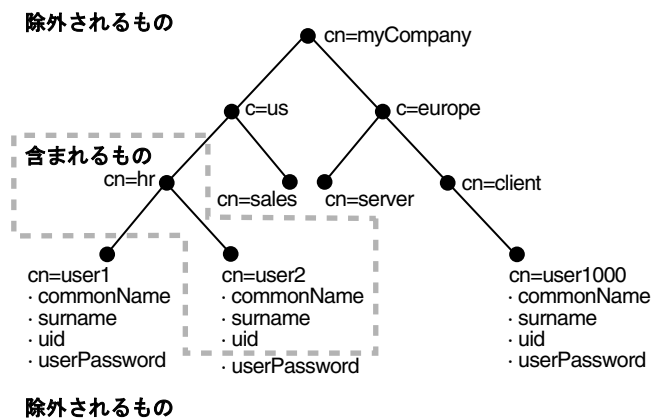 除外されるもの
cn=myCompany
c=us
c=europe
含まれるもの
cn=hr
cn=sales
cn=server
cn=client
cn=user1
· commonName
· surname
· uid
· userPassword
cn=user2
· commonName
· surname
· uid
· userPassword
cn=user1000
· commonName
· surname
· uid
· userPassword
除外されるもの